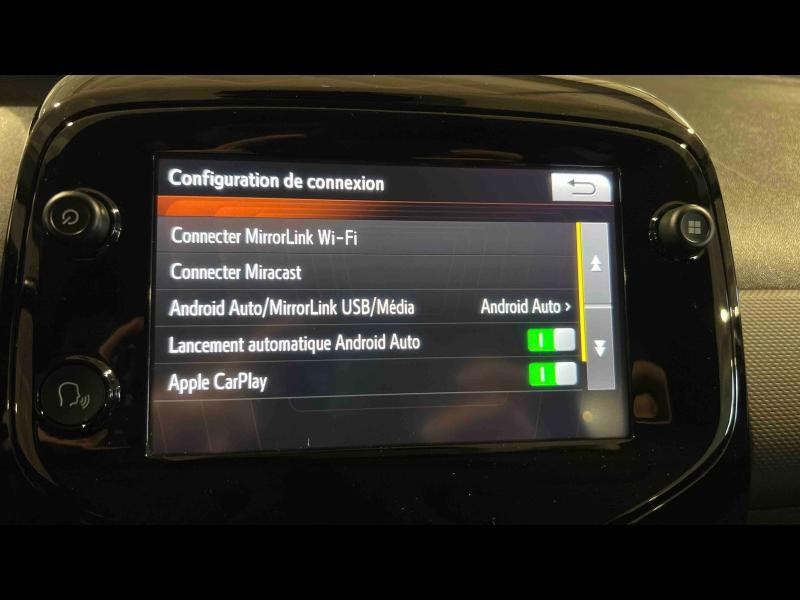 Configuration de connexion
Connecter MirrorLink Wi-Fi
Connecter Miracast
Android Auto/MirrorLink USB/Média Android Auto >
Lancement automatique Android Auto
Apple CarPlay